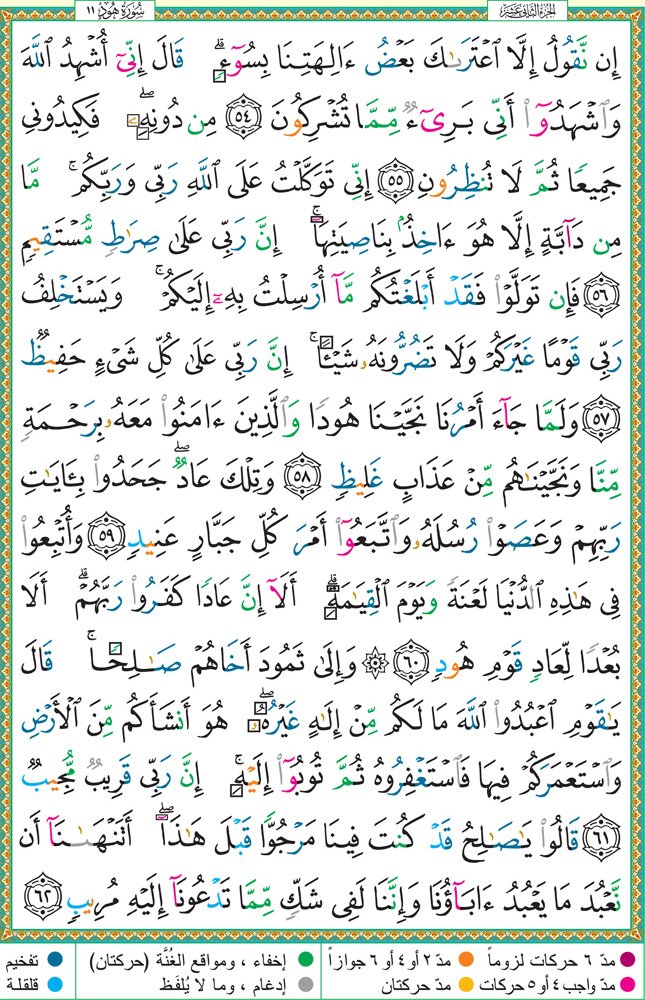 سُورَةُ هُودٍ ١١
الجزء الثاني عشر
إِن نَّقُولُ إِلَّا ٱعْتَرَىٰكَ بَعْضُ ءَالِهَتِنَا بِسُوٓءٍۗ قَالَ إِنِّىٓ أُشْهِدُ ٱللَّهَ
وَٱشْهَدُوٓا۟ أَنِّى بَرِىٓءٌ مِّمَّا تُشْرِكُونَ ٥٤ مِن دُونِهِۦۖ فَكِيدُونِى
جَمِيعًا ثُمَّ لَا تُنظِرُونِ ٥٥ إِنِّى تَوَكَّلْتُ عَلَى ٱللَّهِ رَبِّى وَرَبِّكُمۚ مَّا
مِن دَآبَّةٍ إِلَّا هُوَ ءَاخِذٌۢ بِنَاصِيَتِهَآۚ إِنَّ رَبِّى عَلَىٰ صِرَٰطٍ مُّسْتَقِيمٍ
٥٦ فَإِن تَوَلَّوْا۟ فَقَدْ أَبْلَغْتُكُم مَّآ أُرْسِلْتُ بِهِۦٓ إِلَيْكُمْۚ وَيَسْتَخْلِفُ
رَبِّى قَوْمًا غَيْرَكُمْ وَلَا تَضُرُّونَهُۥ شَيْـًٔاۚ إِنَّ رَبِّى عَلَىٰ كُلِّ شَىْءٍ حَفِيظٌ
٥٧ وَلَمَّا جَآءَ أَمْرُنَا نَجَّيْنَا هُودًا وَٱلَّذِينَ ءَامَنُوا۟ مَعَهُۥ بِرَحْمَةٍ
مِّنَّا وَنَجَّيْنَٰهُم مِّنْ عَذَابٍ غَلِيظٍ ٥٨ وَتِلْكَ عَادٌۖ جَحَدُوا۟ بِـَٔايَٰتِ
رَبِّهِمْ وَعَصَوْا۟ رُسُلَهُۥ وَٱتَّبَعُوٓا۟ أَمْرَ كُلِّ جَبَّارٍ عَنِيدٍ ٥٩ وَأُتْبِعُوا۟
فِى هَٰذِهِ ٱلدُّنْيَا لَعْنَةً وَيَوْمَ ٱلْقِيَٰمَةِۗ أَلَآ إِنَّ عَادًا كَفَرُوا۟ رَبَّهُمْۗ أَلَا
بُعْدًا لِّعَادٍ قَوْمِ هُودٍ ٦٠ ۞ وَإِلَىٰ ثَمُودَ أَخَاهُمْ صَٰلِحًاۚ قَالَ
يَٰقَوْمِ ٱعْبُدُوا۟ ٱللَّهَ مَا لَكُم مِّنْ إِلَٰهٍ غَيْرُهُۥۖ هُوَ أَنشَأَكُم مِّنَ ٱلْأَرْضِ
وَٱسْتَعْمَرَكُمْ فِيهَا فَٱسْتَغْفِرُوهُ ثُمَّ تُوبُوٓا۟ إِلَيْهِۚ إِنَّ رَبِّى قَرِيبٌ مُّجِيبٌ
٦١ قَالُوا۟ يَٰصَٰلِحُ قَدْ كُنتَ فِينَا مَرْجُوًّا قَبْلَ هَٰذَآۖ أَتَنْهَىٰنَآ أَن
نَّعْبُدَ مَا يَعْبُدُ ءَابَآؤُنَا وَإِنَّنَا لَفِى شَكٍّ مِّمَّا تَدْعُونَآ إِلَيْهِ مُرِيبٍ ٦٢
مدّ ٦ حركات لزوماً
مدّ ٢ أو ٤ أو ٦ جوازاً
إخفاء ، ومواقع الغُنَّة (حركتان)
تفخيم
مدّ واجب ٤ أو ٥ حركات
مدّ حركتان
إدغام ، وما لا يُلفَظ
قلقلة